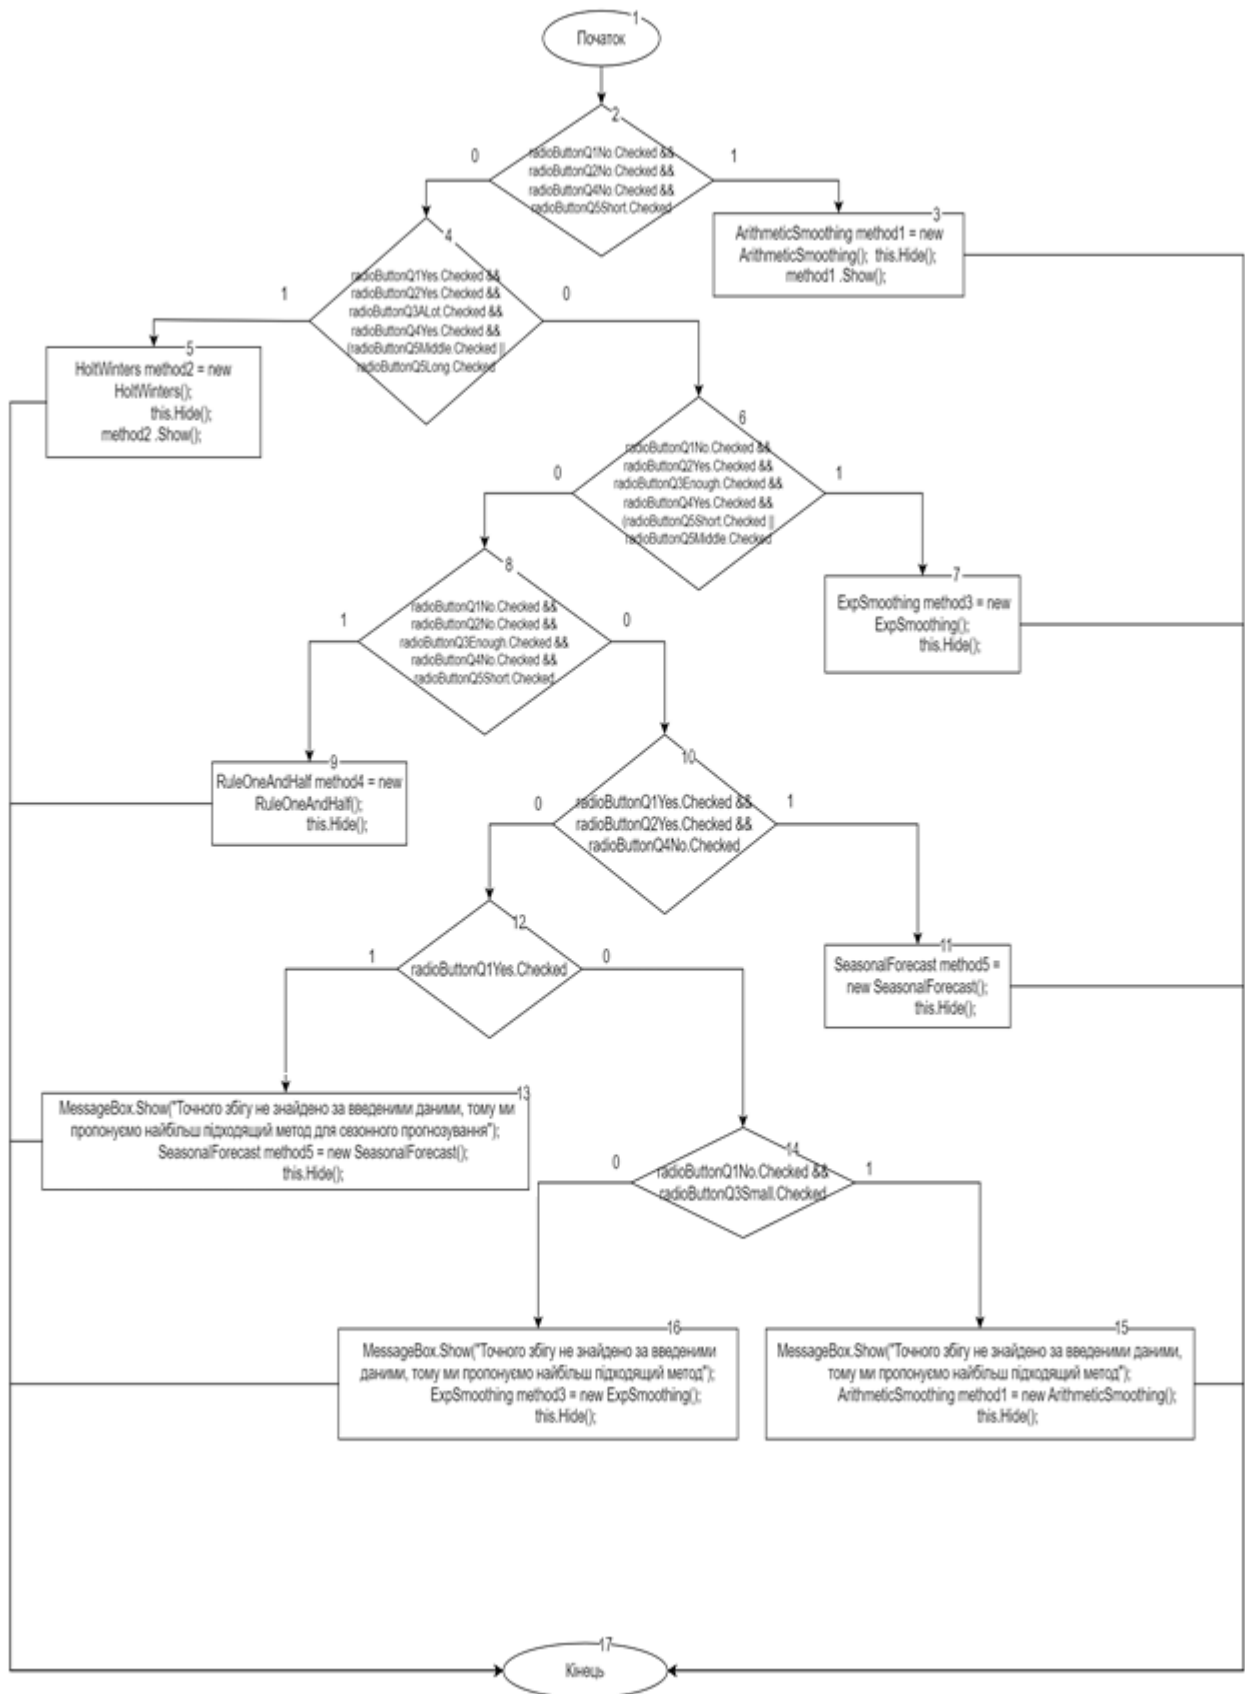 1
Початок
2
radioButtonQ1No.Checked &&
radioButtonQ2No.Checked &&
radioButtonQ4No.Checked &&
radioButtonQ5Short.Checked
0
1
3
ArithmeticSmoothing method1 = new
ArithmeticSmoothing(); this.Hide();
method1 .Show();
4
radioButtonQ1Yes.Checked &&
radioButtonQ2Yes.Checked &&
radioButtonQ3ALot.Checked &&
radioButtonQ4Yes.Checked &&
(radioButtonQ5Middle.Checked ||
radioButtonQ5Long.Checked
1
0
5
HoltWinters method2 = new
HoltWinters();
this.Hide();
method2 .Show();
6
radioButtonQ1No.Checked &&
radioButtonQ2Yes.Checked &&
radioButtonQ3Enough.Checked &&
radioButtonQ4Yes.Checked &&
(radioButtonQ5Short.Checked ||
radioButtonQ5Middle.Checked
0
1
7
ExpSmoothing method3 = new
ExpSmoothing();
this.Hide();
8
radioButtonQ1No.Checked &&
radioButtonQ2No.Checked &&
radioButtonQ3Enough.Checked &&
radioButtonQ4No.Checked &&
radioButtonQ5Short.Checked
1
0
9
RuleOneAndHalf method4 = new
RuleOneAndHalf();
this.Hide();
10
radioButtonQ1Yes.Checked &&
radioButtonQ2Yes.Checked &&
radioButtonQ4No.Checked
0
1
11
SeasonalForecast method5 =
new SeasonalForecast();
this.Hide();
12
radioButtonQ1Yes.Checked
1
0
13
MessageBox.Show("Точного збігу не знайдено за введеними даними, тому ми
пропонуємо найбільш підходящий метод для сезонного прогнозування");
SeasonalForecast method5 = new SeasonalForecast();
this.Hide();
14
radioButtonQ1No.Checked &&
radioButtonQ3Small.Checked
0
1
16
MessageBox.Show("Точного збігу не знайдено за введеними
даними, тому ми пропонуємо найбільш підходящий метод");
ExpSmoothing method3 = new ExpSmoothing();
this.Hide();
15
MessageBox.Show("Точного збігу не знайдено за введеними даними,
тому ми пропонуємо найбільш підходящий метод");
ArithmeticSmoothing method1 = new ArithmeticSmoothing();
this.Hide();
17
Кінець